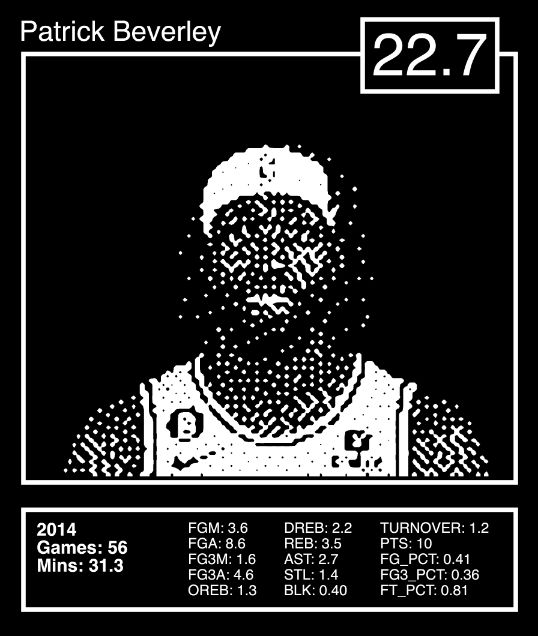 Patrick Beverley
22.7
2014
Games: 56
Mins: 31.3
FGM: 3.6
FGA: 8.6
FG3M: 1.6
FG3A: 4.6
OREB: 1.3
DREB: 2.2
REB: 3.5
AST: 2.7
STL: 1.4
BLK: 0.40
TURNOVER: 1.2
PTS: 10
FG_PCT: 0.41
FG3_PCT: 0.36
FT_PCT: 0.81